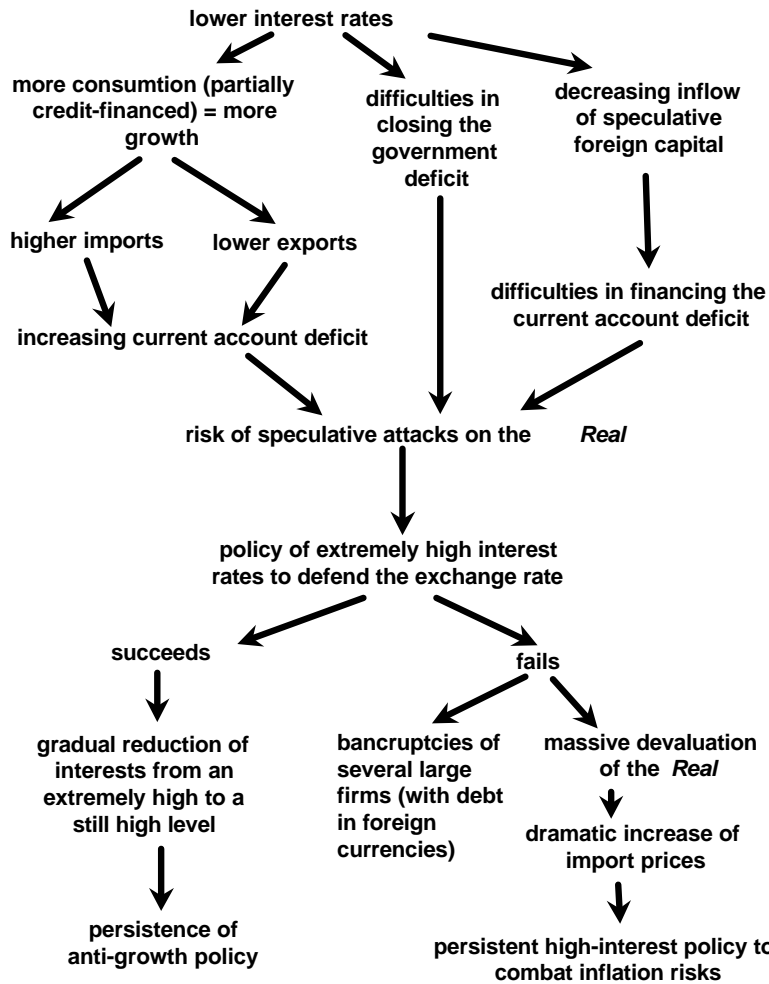 lower interest rates
more consumtion (partially
credit-financed) = more
growth
difficulties in
closing the
government
deficit
decreasing inflow
of speculative
foreign capital
higher imports
lower exports
difficulties in financing the
current account deficit
increasing current account deficit
risk of speculative attacks on the Real
policy of extremely high interest
rates to defend the exchange rate
succeeds
fails
gradual reduction of
interests from an
extremely high to a
still high level
bancruptcies of
several large
firms (with debt
in foreign
currencies)
massive devaluation
of the Real
dramatic increase of
import prices
persistence of
anti-growth policy
persistent high-interest policy to
combat inflation risks